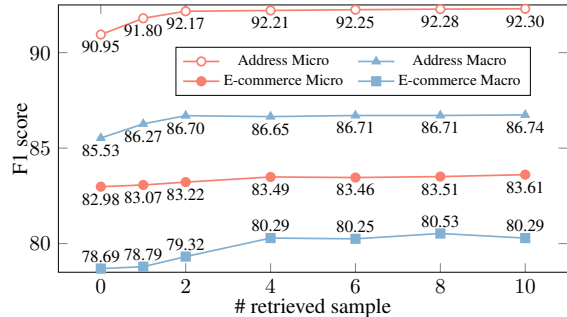 90.95 91.80 92.17 92.21 92.25 92.28 92.30
Address Micro Address Macro
E-commerce Micro E-commerce Macro
85.53 86.27 86.70 86.65 86.71 86.71 86.74
82.98 83.07 83.22 83.49 83.46 83.51 83.61
78.69 78.79 79.32 80.29 80.25 80.53 80.29
90
85
80
F1 score
0 2 4 6 8 10
# retrieved sample